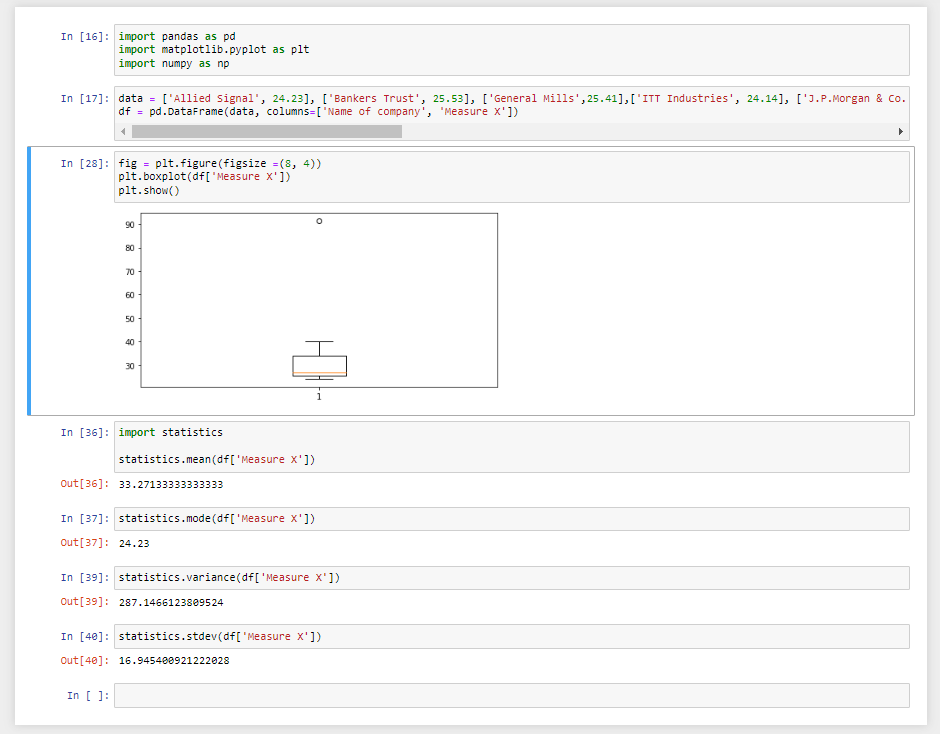 In [16]: import pandas as pd
import matplotlib.pyplot as plt
import numpy as np
In [17]: data = ['Allied Signal', 24.23], ['Bankers Trust', 25.53], ['General Mills',25.41],['ITT Industries', 24.14], ['J.P.Morgan & Co.
df = pd.DataFrame(data, columns=['Name of company', 'Measure X'])
In [28]: fig = plt.figure(figsize =(8, 4))
plt.boxplot(df['Measure X'])
plt.show()
90
80
70
60
50
40
30
1
In [36]: import statistics
statistics.mean(df['Measure X'])
Out[36]: 33.27133333333333
In [37]: statistics.mode(df['Measure X'])
Out[37]: 24.23
In [39]: statistics.variance(df['Measure X'])
Out[39]: 287.1466123809524
In [40]: statistics.stdev(df['Measure X'])
Out[40]: 16.945400921222028
In [ ]: